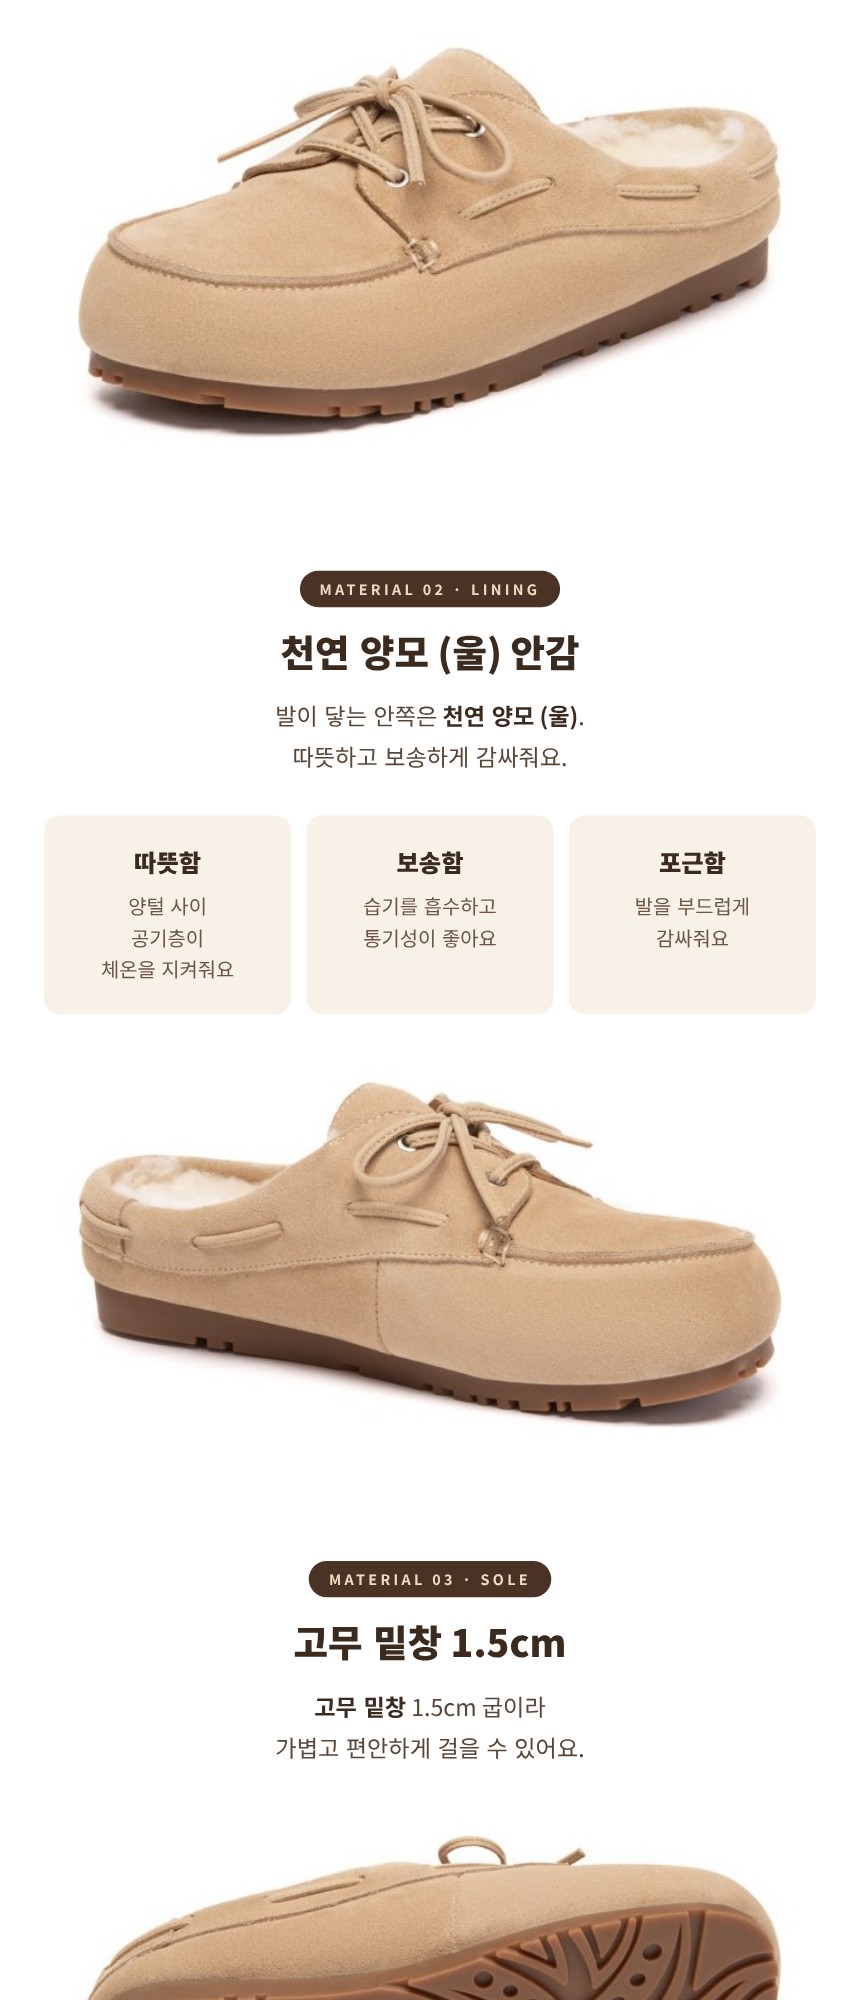 MATERIAL 02 · LINING
천연 양모 (울) 안감
발이 닿는 안쪽은 천연 양모 (울).
따뜻하고 보송하게 감싸줘요.
따뜻함
양털 사이
공기층이
체온을 지켜줘요
보송함
습기를 흡수하고
통기성이 좋아요
포근함
발을 부드럽게
감싸줘요
MATERIAL 03 · SOLE
고무 밑창 1.5cm
고무 밑창 1.5cm 굽이라
가볍고 편안하게 걸을 수 있어요.